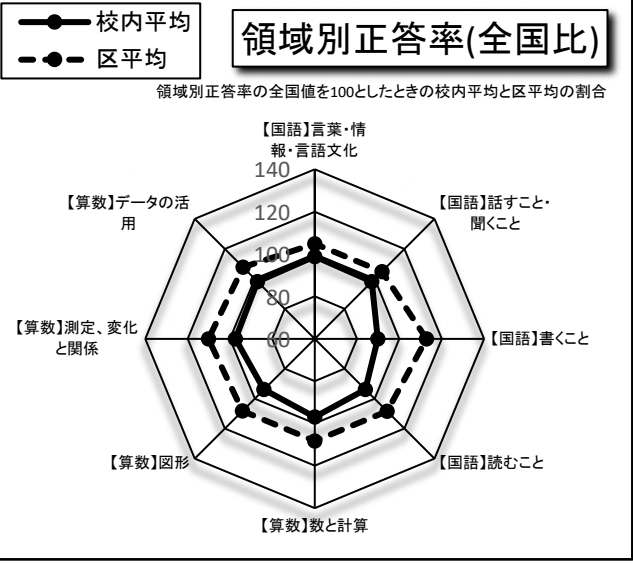 校内平均
区平均
領域別正答率(全国比)
領域別正答率の全国値を100としたときの校内平均と区平均の割合
【国語】言葉・情
報・言語文化
【国語】話すこと・
聞くこと
【国語】書くこと
【国語】読むこと
【算数】数と計算
【算数】図形
【算数】測定、変化
と関係
【算数】データの活
用
140
120
100
80
60